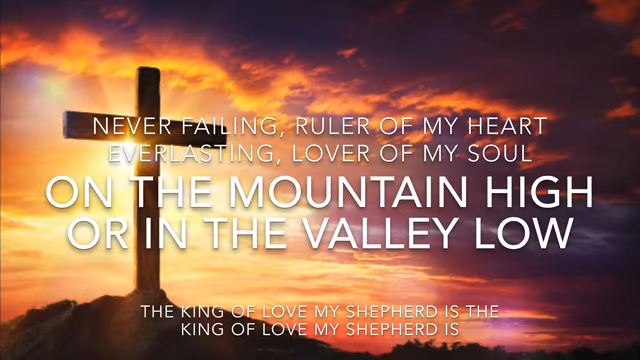 NEVER FAILING, RULER OF MY HEART
EVERLASTING, LOVER OF MY SOUL
ON THE MOUNTAIN HIGH
OR IN THE VALLEY LOW
THE KING OF LOVE MY SHEPHERD IS THE
KING OF LOVE MY SHEPHERD IS